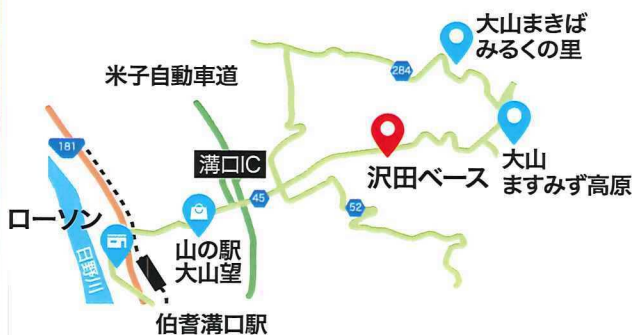 大山まきば
みるくの里
284
米子自動車道
181
溝口IC
沢田ベース
大山
ますみず高原
45
52
ローソン
山の駅
大山望
日野川
伯耆溝口駅